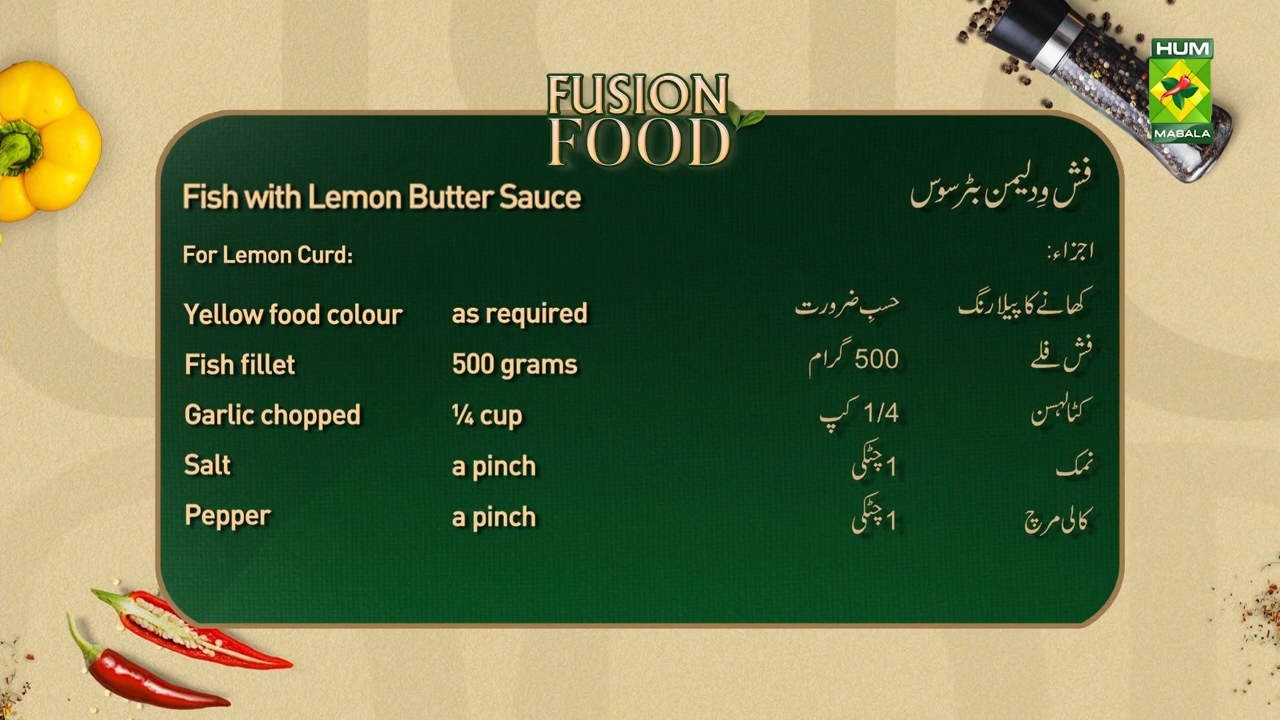 HUM
MASALA
FUSION
FOOD
Fish with Lemon Butter Sauce فش وِد لیمن بٹر سوس
For Lemon Curd: اجزاء:
Yellow food colour as required کھانے کا پیلا رنگ حسبِ ضرورت
Fish fillet 500 grams فش فلے 500 گرام
Garlic chopped ¼ cup کٹا لہسن 1/4 کپ
Salt a pinch نمک 1 چٹکی
Pepper a pinch کالی مرچ 1 چٹکی